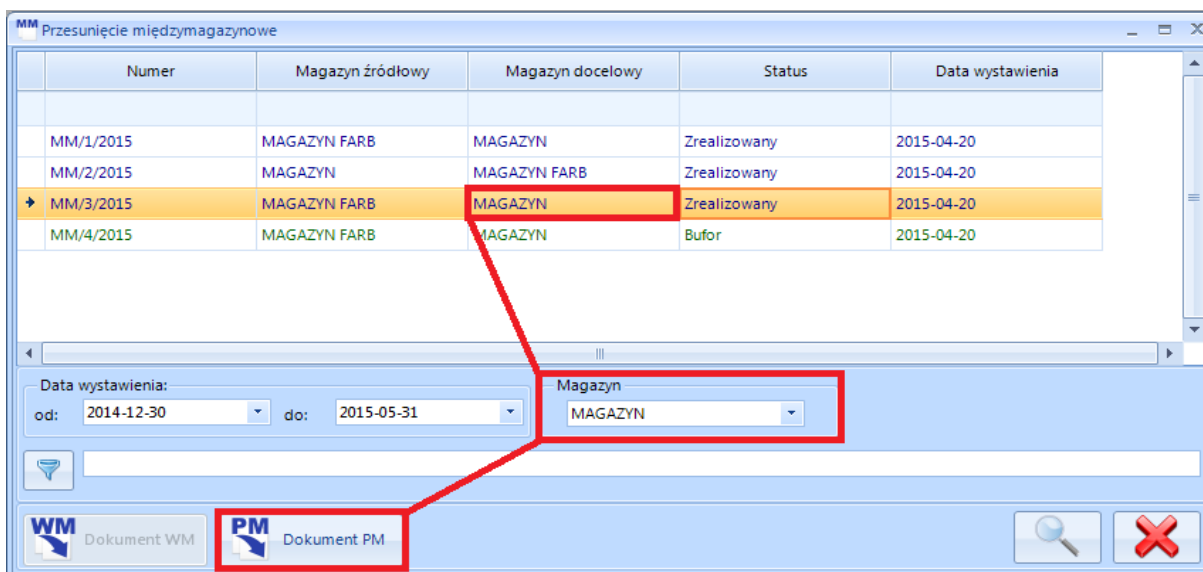 MM Przesunięcie międzymagazynowe
Numer Magazyn źródłowy Magazyn docelowy Status Data wystawienia
MM/1/2015 MAGAZYN FARB MAGAZYN Zrealizowany 2015-04-20
MM/2/2015 MAGAZYN MAGAZYN FARB Zrealizowany 2015-04-20
MM/3/2015 MAGAZYN FARB MAGAZYN Zrealizowany 2015-04-20
MM/4/2015 MAGAZYN FARB MAGAZYN Bufor 2015-04-20
Data wystawienia: Magazyn
od: 2014-12-30 do: 2015-05-31 MAGAZYN
WM Dokument WM PM Dokument PM